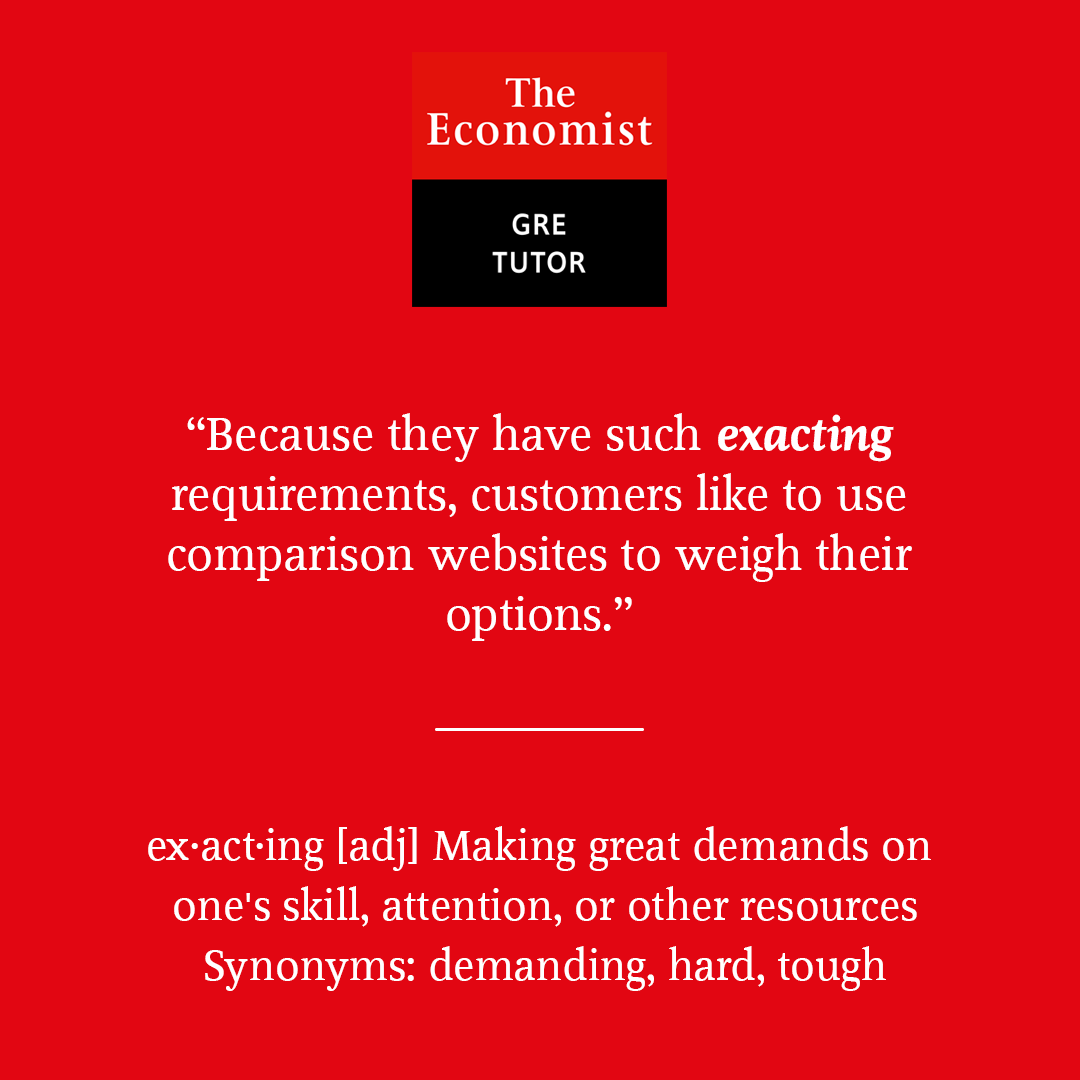 The
Economist
GRE
TUTOR
“Because they have such exacting
requirements, customers like to use
comparison websites to weigh their
options.”
ex·act·ing [adj] Making great demands on
one's skill, attention, or other resources
Synonyms: demanding, hard, tough